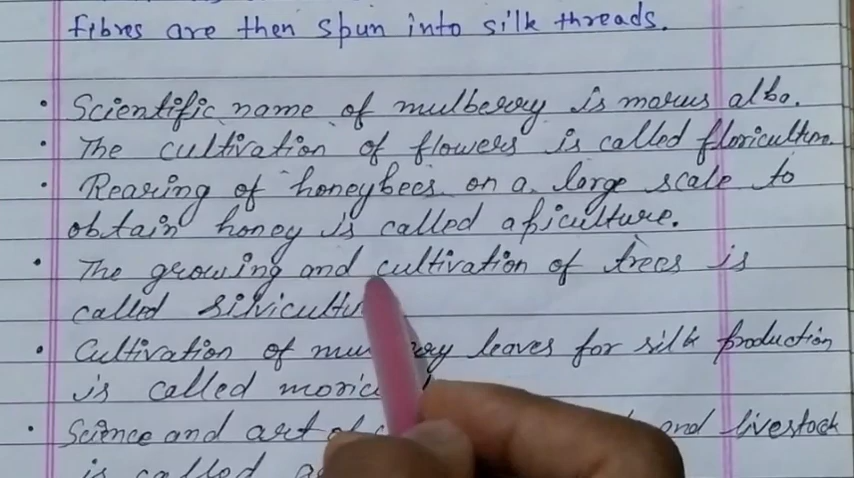 fibres are then spun into silk threads.
• Scientific name of mulberry is morus alba.
• The cultivation of flowers is called floriculture.
• Rearing of honeybees on a large scale to
obtain honey is called apiculture.
• The growing and cultivation of trees is
called
• Cultivation of leaves for silk production
is called
• Science and art of and livestock
is called